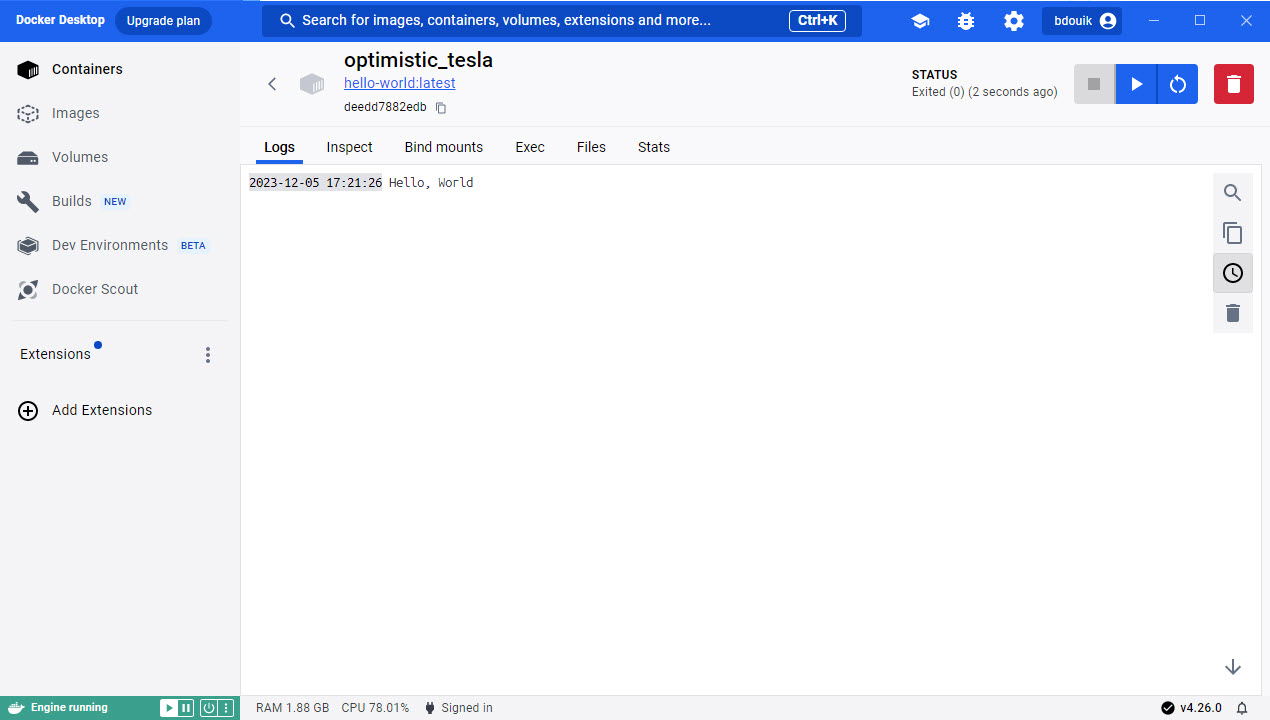 Docker Desktop Upgrade plan Search for images, containers, volumes, extensions and more... Ctrl+K bdouik
Containers
Images
Volumes
Builds NEW
Dev Environments BETA
Docker Scout
Extensions
Add Extensions
optimistic_tesla
hello-world:latest
deedd7882edb
STATUS
Exited (0) (2 seconds ago)
Logs Inspect Bind mounts Exec Files Stats
2023-12-05 17:21:26 Hello, World
Engine running RAM 1.88 GB CPU 78.01% Signed in v4.26.0